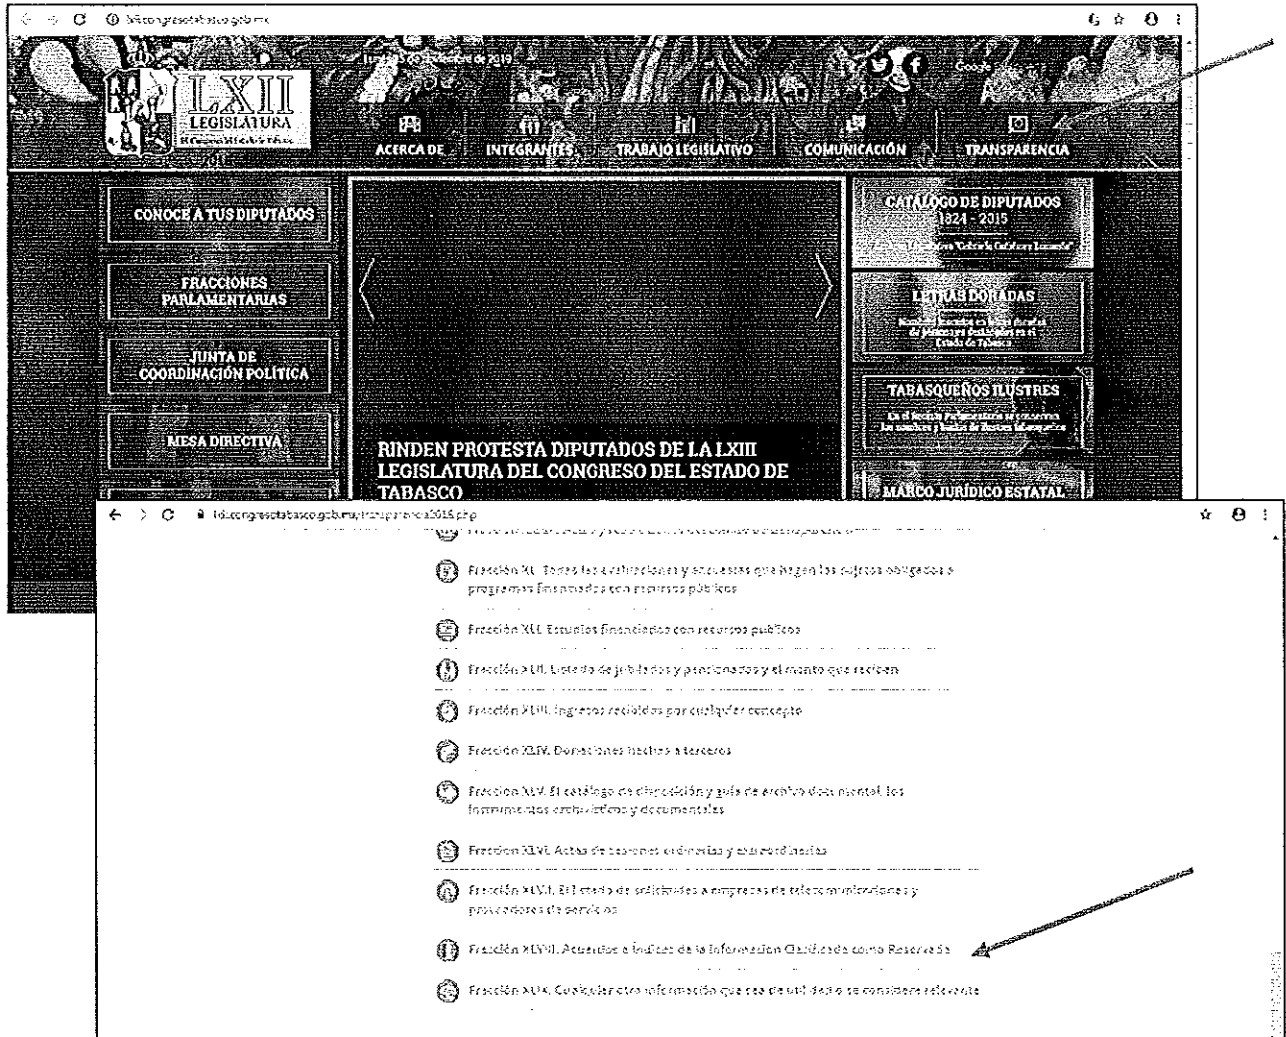 LXII
LEGISLATURA
de 2019
Google
ACERCA DE
INTEGRANTES
TRABAJO LEGISLATIVO
COMUNICACIÓN
TRANSPARENCIA
CONOCE A TUS DIPUTADOS
FRACCIONES
PARLAMENTARIAS
JUNTA DE
COORDINACIÓN POLÍTICA
MESA DIRECTIVA
RINDEN PROTESTA DIPUTADOS DE LA LXIII
LEGISLATURA DEL CONGRESO DEL ESTADO DE
TABASCO
CATÁLOGO DE DIPUTADOS
1824 - 2015
LETRAS DORADAS
Estado de Tabasco
TABASQUEÑOS ILUSTRES
MARCO JURÍDICO ESTATAL
Fracción XL. Todas las evaluaciones y encuestas que hagan los sujetos obligados a
programas financiados con recursos públicos
Fracción XLI. Estudios financiados con recursos públicos
Fracción XLII. Listado de jubilados y pensionados y el monto que reciben
Fracción XLIII. Ingresos recibidos por cualquier concepto
Fracción XLIV. Donaciones hechas a terceros
Fracción XLV. El catálogo de disposición y guía de archivo documental, los
instrumentos archivísticos y documentales
Fracción XLVI. Actas de sesiones ordinarias y extraordinarias
Fracción XLVII. El listado de solicitudes a empresas de telecomunicaciones y
proveedores de servicios
Fracción XLVIII. Acuerdos e Índices de la Información Clasificada como Reservada
Fracción XLIX. Cualquier otra información que sea de utilidad o se considere relevante